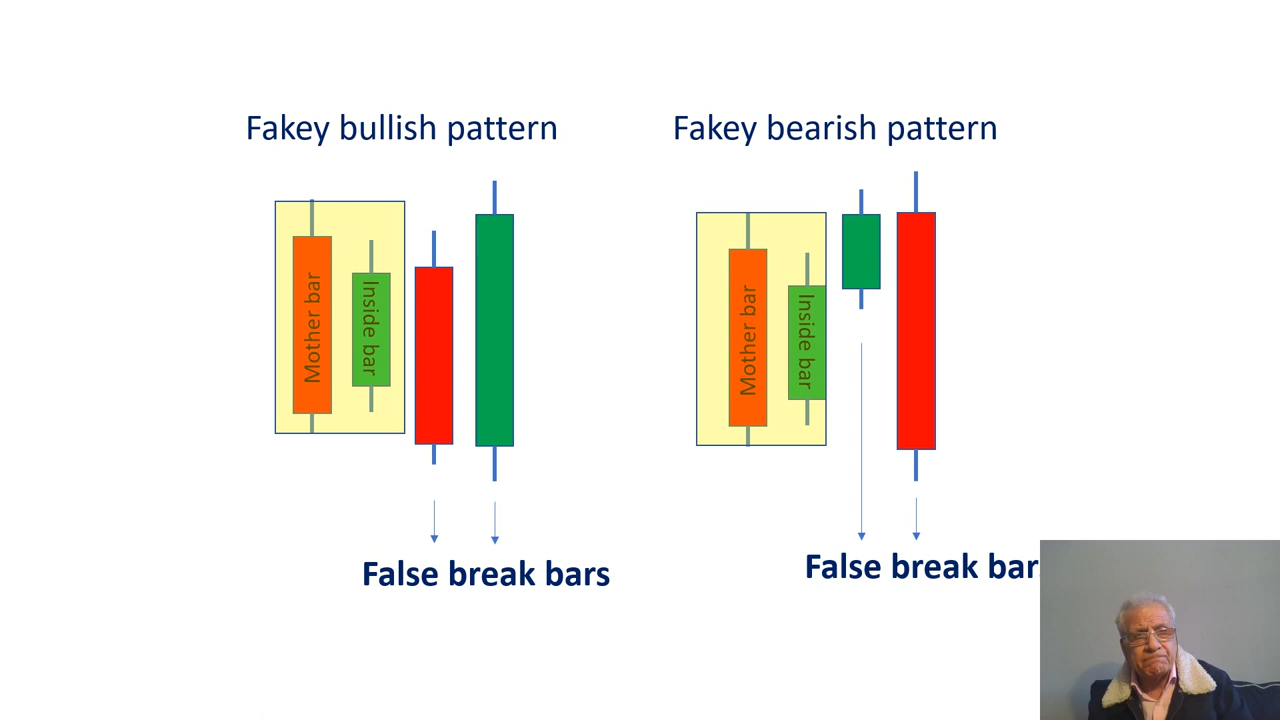 Fakey bullish pattern
Fakey bearish pattern
Mother bar
Inside bar
Mother bar
Inside bar
False break bars
False break bar